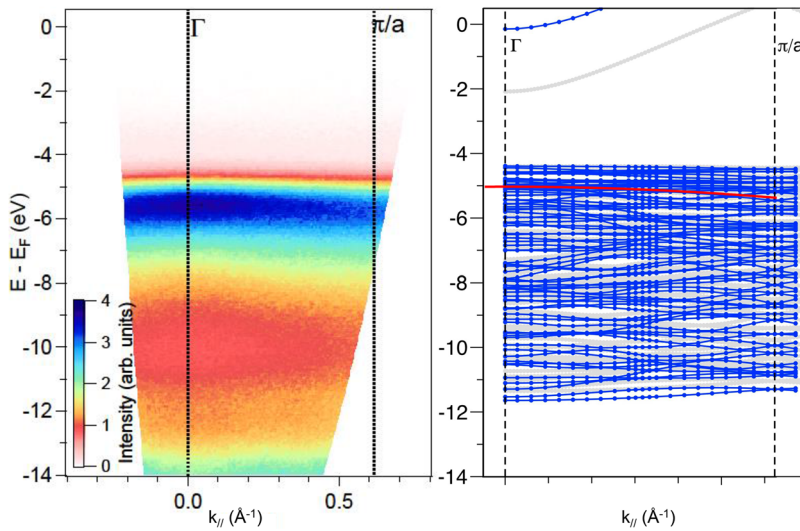 Γ
π/a
0
-2
-4
-6
-8
-10
-12
-14
E - E_F (eV)
4
3
2
1
0
Intensity (arb. units)
0.0
0.5
k_// (Å⁻¹)
Γ
π/a
0
-2
-4
-6
-8
-10
-12
-14
k_// (Å⁻¹)